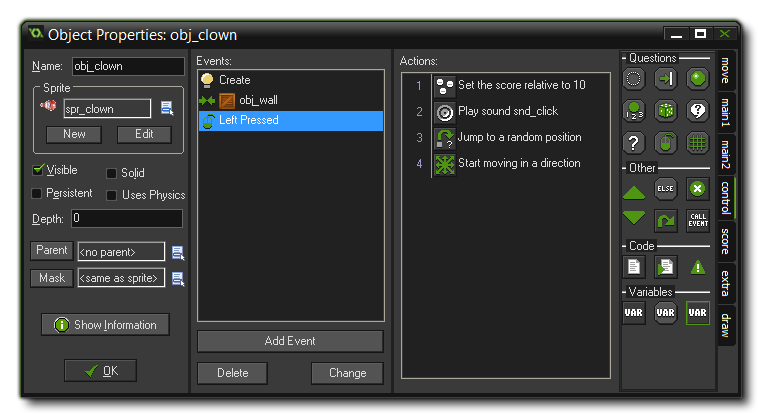 Object Properties: obj_clown
Name: obj_clown
Sprite
spr_clown
New Edit
Visible Solid
Persistent Uses Physics
Depth: 0
Parent <no parent>
Mask <same as sprite>
Show Information
OK
Events:
Create
obj_wall
Left Pressed
Add Event
Delete Change
Actions:
1 Set the score relative to 10
2 Play sound snd_click
3 Jump to a random position
4 Start moving in a direction
Questions
1 2 3 ?
?
Other
ELSE
CALL EVENT
Code
Variables
VAR VAR VAR
move
main1
main2
control
score
extra
draw